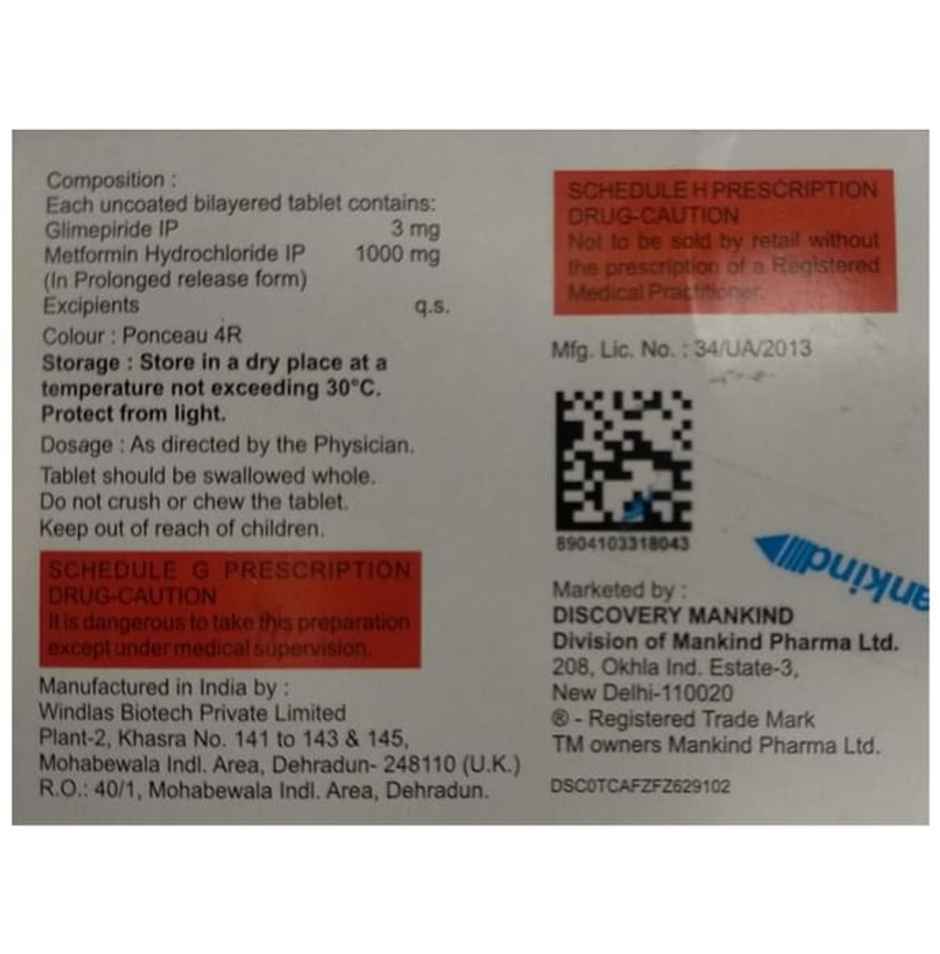 Composition :
Each uncoated bilayered tablet contains:
Glimepiride IP 3 mg
Metformin Hydrochloride IP 1000 mg
(In Prolonged release form)
Excipients q.s.
Colour : Ponceau 4R
Storage : Store in a dry place at a
temperature not exceeding 30°C.
Protect from light.
Dosage : As directed by the Physician.
Tablet should be swallowed whole.
Do not crush or chew the tablet.
Keep out of reach of children.
SCHEDULE G PRESCRIPTION
DRUG-CAUTION
It is dangerous to take this preparation
except under medical supervision.
Manufactured in India by :
Windlas Biotech Private Limited
Plant-2, Khasra No. 141 to 143 & 145,
Mohabewala Indl. Area, Dehradun- 248110 (U.K.)
R.O.: 40/1, Mohabewala Indl. Area, Dehradun.
SCHEDULE H PRESCRIPTION
DRUG-CAUTION
Not to be sold by retail without
the prescription of a Registered
Medical Practitioner.
Mfg. Lic. No. : 34/UA/2013
8904103318043
ankind
Marketed by :
DISCOVERY MANKIND
Division of Mankind Pharma Ltd.
208, Okhla Ind. Estate-3,
New Delhi-110020
® - Registered Trade Mark
TM owners Mankind Pharma Ltd.
DSC0TCAFZFZ629102